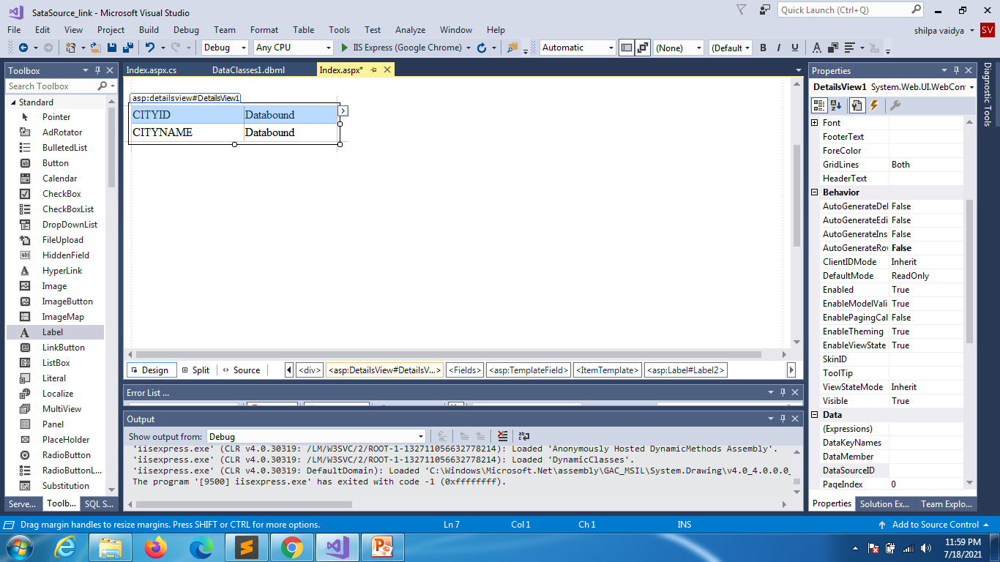 SataSource_link - Microsoft Visual Studio
Quick Launch (Ctrl+Q)
File Edit View Project Build Debug Team Format Table Tools Test Analyze Window Help
shilpa vaidya SV
Debug Any CPU IIS Express (Google Chrome) Automatic (None) (Default B I U A
Toolbox
Search Toolbox
Standard
Pointer
AdRotator
BulletedList
Button
Calendar
CheckBox
CheckBoxList
DropDownList
FileUpload
HiddenField
HyperLink
Image
ImageButton
ImageMap
Label
LinkButton
ListBox
Literal
Localize
MultiView
Panel
PlaceHolder
RadioButton
RadioButtonL...
Substitution
Serve... Toolb... SQL S...
Index.aspx.cs DataClasses1.dbml Index.aspx*
asp:detailsview#DetailsView1
CITYID Databound
CITYNAME Databound
Design Split Source <div> <asp:DetailsView#DetailsV...> <Fields> <asp:TemplateField> <ItemTemplate> <asp:Label#Label2>
Error List ...
Output
Show output from: Debug
'iisexpress.exe' (CLR v4.0.30319: /LM/W3SVC/2/ROOT-1-132711056632778214): Loaded 'Anonymously Hosted DynamicMethods Assembly'.
'iisexpress.exe' (CLR v4.0.30319: /LM/W3SVC/2/ROOT-1-132711056632778214): Loaded 'DynamicClasses'.
'iisexpress.exe' (CLR v4.0.30319: DefaultDomain): Loaded 'C:\Windows\Microsoft.Net\assembly\GAC_MSIL\System.Drawing\v4.0_4.0.0.0_
The program '[9500] iisexpress.exe' has exited with code -1 (0xffffffff).
Properties
DetailsView1 System.Web.UI.WebCont
Font
FooterText
ForeColor
GridLines Both
HeaderText
Behavior
AutoGenerateDel False
AutoGenerateEdi False
AutoGenerateIns False
AutoGenerateRo False
ClientIDMode Inherit
DefaultMode ReadOnly
Enabled True
EnableModelVali True
EnablePagingCal False
EnableTheming True
EnableViewState True
SkinID
ToolTip
ViewStateMode Inherit
Visible True
Data
(Expressions)
DataKeyNames
DataMember
DataSourceID
PageIndex 0
Properties Solution Ex... Team Explo...
Diagnostic Tools
Drag margin handles to resize margins. Press SHIFT or CTRL for more options. Ln 7 Col 1 Ch 1 INS Add to Source Control
11:59 PM
7/18/2021